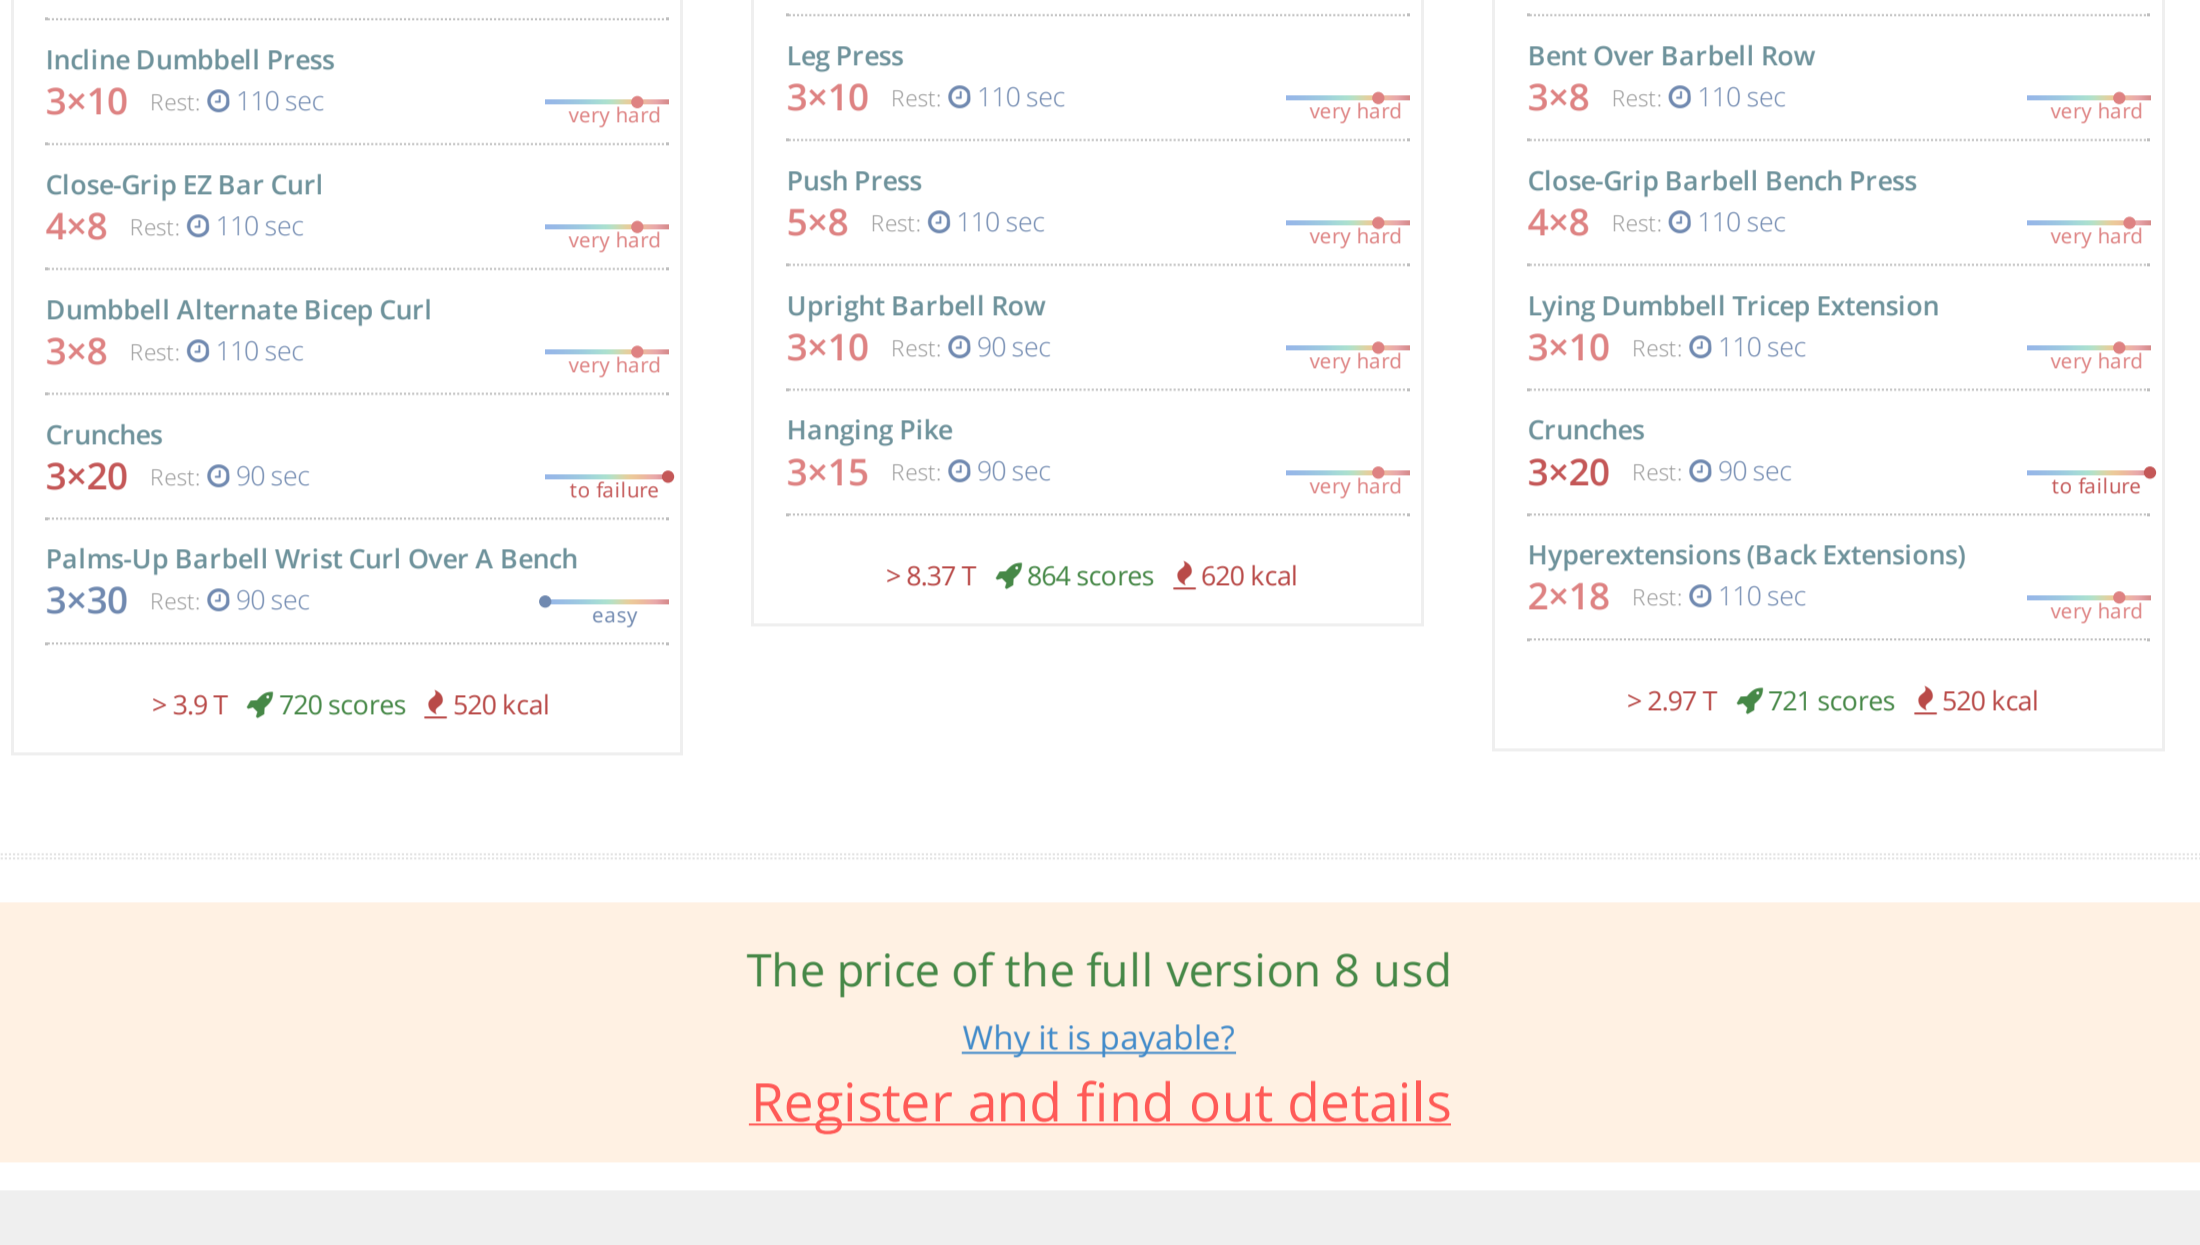 Incline Dumbbell Press
3×10 Rest: 110 sec
very hard
Close-Grip EZ Bar Curl
4×8 Rest: 110 sec
very hard
Dumbbell Alternate Bicep Curl
3×8 Rest: 110 sec
very hard
Crunches
3×20 Rest: 90 sec
to failure
Palms-Up Barbell Wrist Curl Over A Bench
3×30 Rest: 90 sec
easy
> 3.9 T 720 scores 520 kcal
Leg Press
3×10 Rest: 110 sec
very hard
Push Press
5×8 Rest: 110 sec
very hard
Upright Barbell Row
3×10 Rest: 90 sec
very hard
Hanging Pike
3×15 Rest: 90 sec
very hard
> 8.37 T 864 scores 620 kcal
Bent Over Barbell Row
3×8 Rest: 110 sec
very hard
Close-Grip Barbell Bench Press
4×8 Rest: 110 sec
very hard
Lying Dumbbell Tricep Extension
3×10 Rest: 110 sec
very hard
Crunches
3×20 Rest: 90 sec
to failure
Hyperextensions (Back Extensions)
2×18 Rest: 110 sec
very hard
> 2.97 T 721 scores 520 kcal
The price of the full version 8 usd
Why it is payable?
Register and find out details